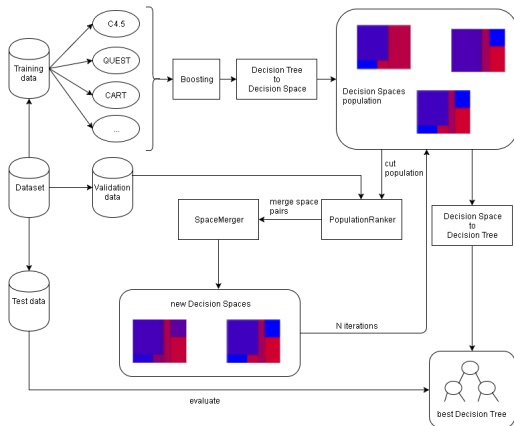 C4.5
Training
data
QUEST
CART
...
Boosting
Decision Tree
to
Decision Space
Decision Spaces
population
cut
population
Dataset
Validation
data
merge space
pairs
SpaceMerger
PopulationRanker
Decision Space
to
Decision Tree
Test data
new Decision Spaces
N iterations
evaluate
best Decision Tree